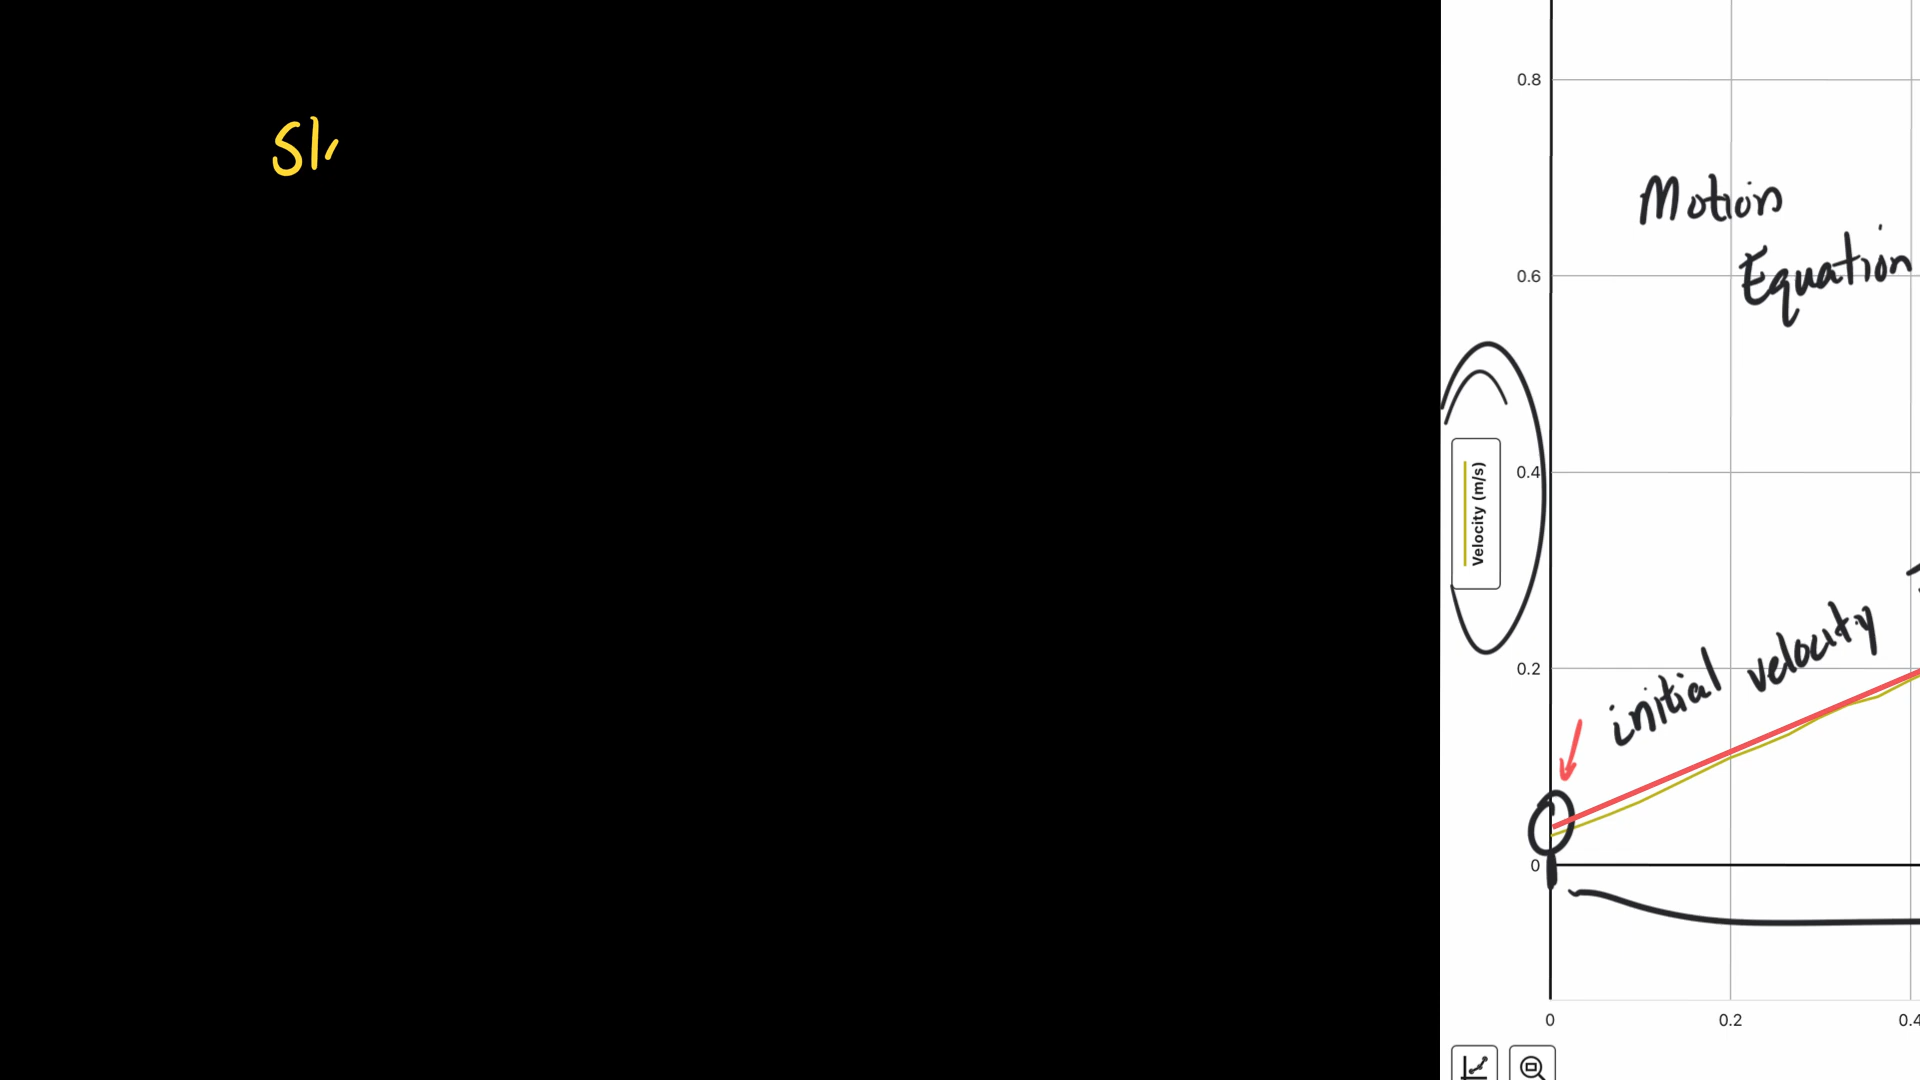 Sl
0.8
Motion
Equation
0.6
0.4
Velocity (m/s)
initial velocity
0.2
0
0
0.2
0.4